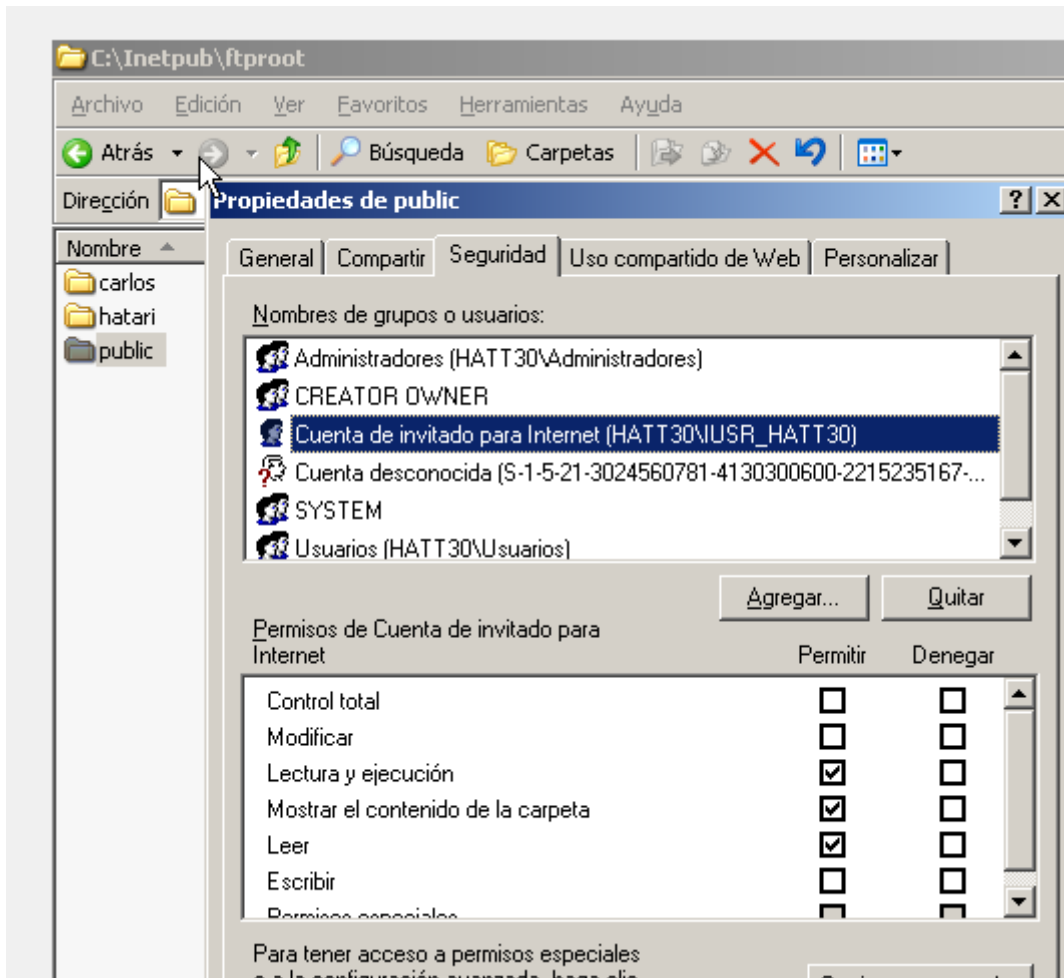 C:\Inetpub\ftproot
Archivo Edición Ver Favoritos Herramientas Ayuda
Atrás Búsqueda Carpetas
Dirección
Propiedades de public
Nombre
carlos
hatari
public
General Compartir Seguridad Uso compartido de Web Personalizar
Nombres de grupos o usuarios:
Administradores (HATT30\Administradores)
CREATOR OWNER
Cuenta de invitado para Internet (HATT30\IUSR_HATT30)
Cuenta desconocida (S-1-5-21-3024560781-4130300600-2215235167-...
SYSTEM
Usuarios (HATT30\Usuarios)
Agregar... Quitar
Permisos de Cuenta de invitado para
Internet Permitir Denegar
Control total
Modificar
Lectura y ejecución
Mostrar el contenido de la carpeta
Leer
Escribir
Permisos especiales
Para tener acceso a permisos especiales